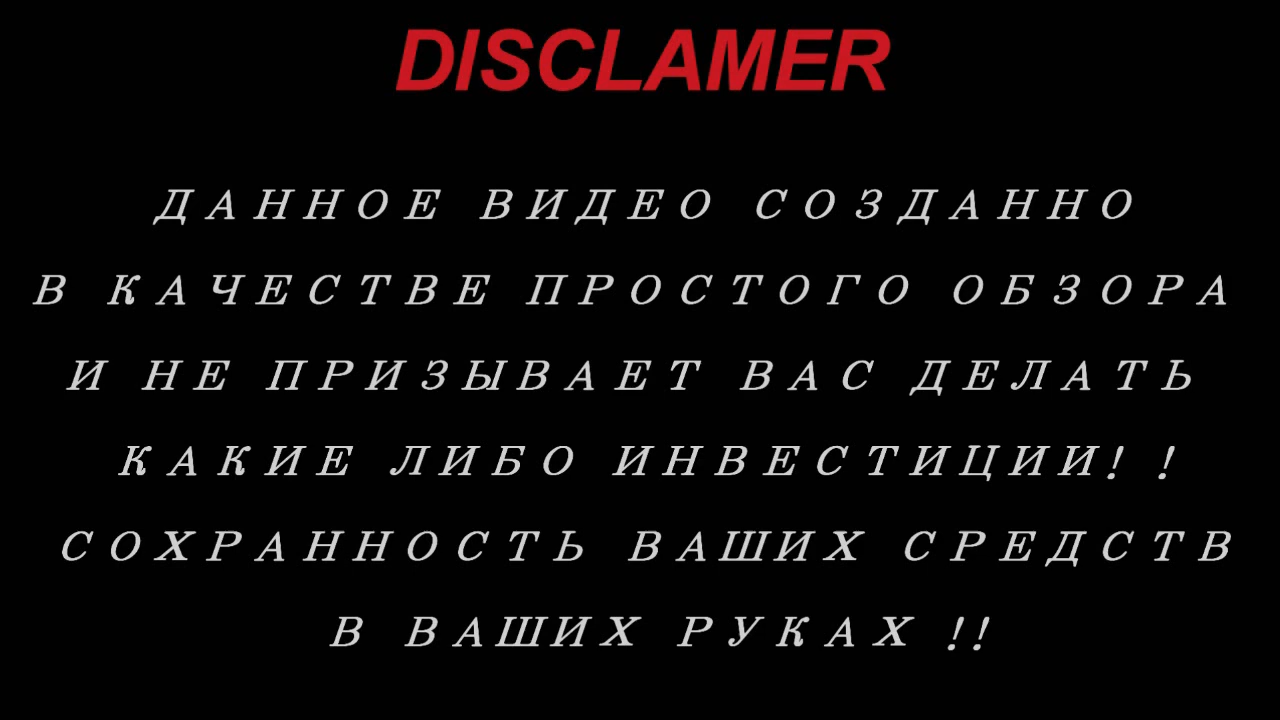 DISCLAMER
ДАННОЕ ВИДЕО СОЗДАННО
В КАЧЕСТВЕ ПРОСТОГО ОБЗОРА
И НЕ ПРИЗЫВАЕТ ВАС ДЕЛАТЬ
КАКИЕ ЛИБО ИНВЕСТИЦИИ! !
СОХРАННОСТЬ ВАШИХ СРЕДСТВ
В ВАШИХ РУКАХ !!